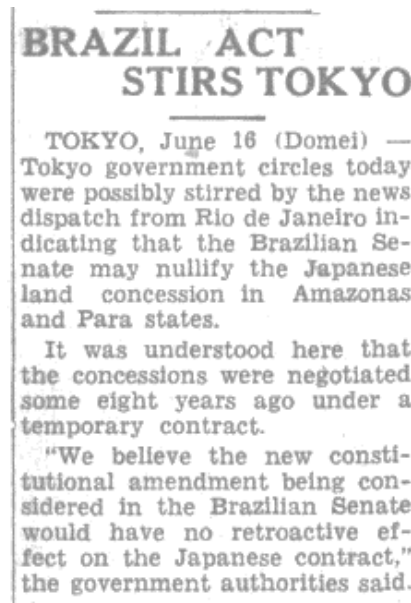 BRAZIL ACT
STIRS TOKYO
TOKYO, June 16 (Domei) —
Tokyo government circles today
were possibly stirred by the news
dispatch from Rio de Janeiro in-
dicating that the Brazilian Se-
nate may nullify the Japanese
land concession in Amazonas
and Para states.
It was understood here that
the concessions were negotiated
some eight years ago under a
temporary contract.
"We believe the new consti-
tutional amendment being con-
sidered in the Brazilian Senate
would have no retroactive ef-
fect on the Japanese contract,"
the government authorities said.